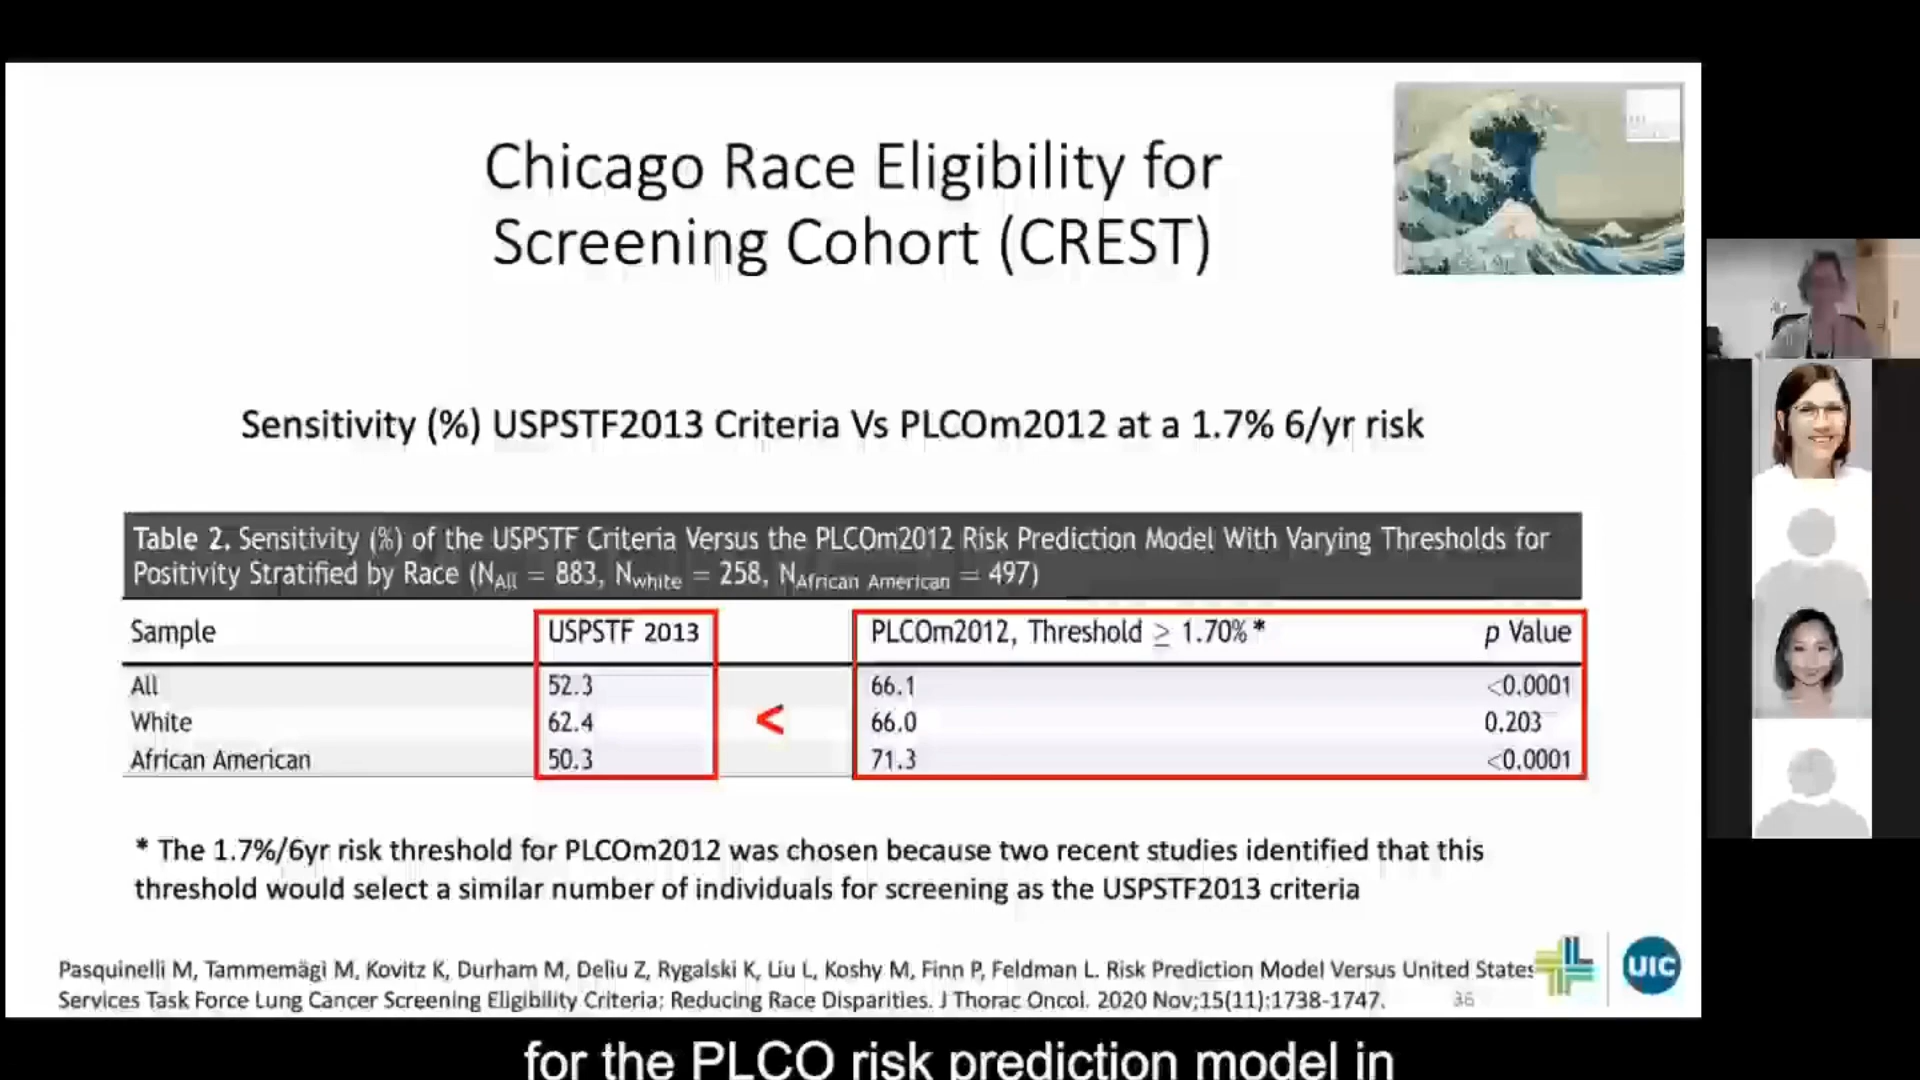 Chicago Race Eligibility for
Screening Cohort (CREST)
Sensitivity (%) USPSTF2013 Criteria Vs PLCOm2012 at a 1.7% 6/yr risk
Table 2. Sensitivity (%) of the USPSTF Criteria Versus the PLCOm2012 Risk Prediction Model With Varying Thresholds for
Positivity Stratified by Race (NAll = 883, Nwhite = 258, NAfrican American = 497)
Sample USPSTF 2013 PLCOm2012, Threshold ≥ 1.70%* p Value
All 52.3 66.1 <0.0001
White 62.4 < 66.0 0.203
African American 50.3 71.3 <0.0001
* The 1.7%/6yr risk threshold for PLCOm2012 was chosen because two recent studies identified that this
threshold would select a similar number of individuals for screening as the USPSTF2013 criteria
Pasquinelli M, Tammemägi M, Kovitz K, Durham M, Deliu Z, Rygalski K, Liu L, Koshy M, Finn P, Feldman L. Risk Prediction Model Versus United States
Services Task Force Lung Cancer Screening Eligibility Criteria; Reducing Race Disparities. J Thorac Oncol. 2020 Nov;15(11):1738-1747.
36
UIC
for the PLCO risk prediction model in